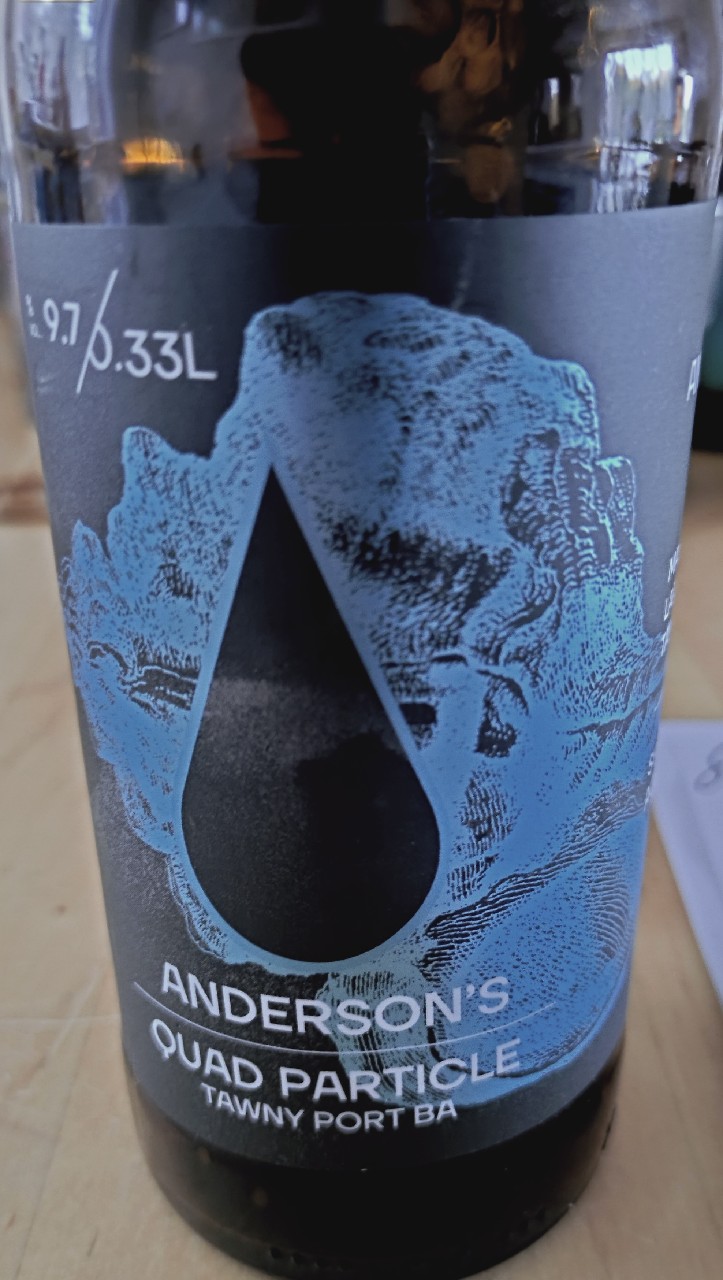 9.7/0.33L
ANDERSON'S
QUAD PARTICLE
TAWNY PORT BA